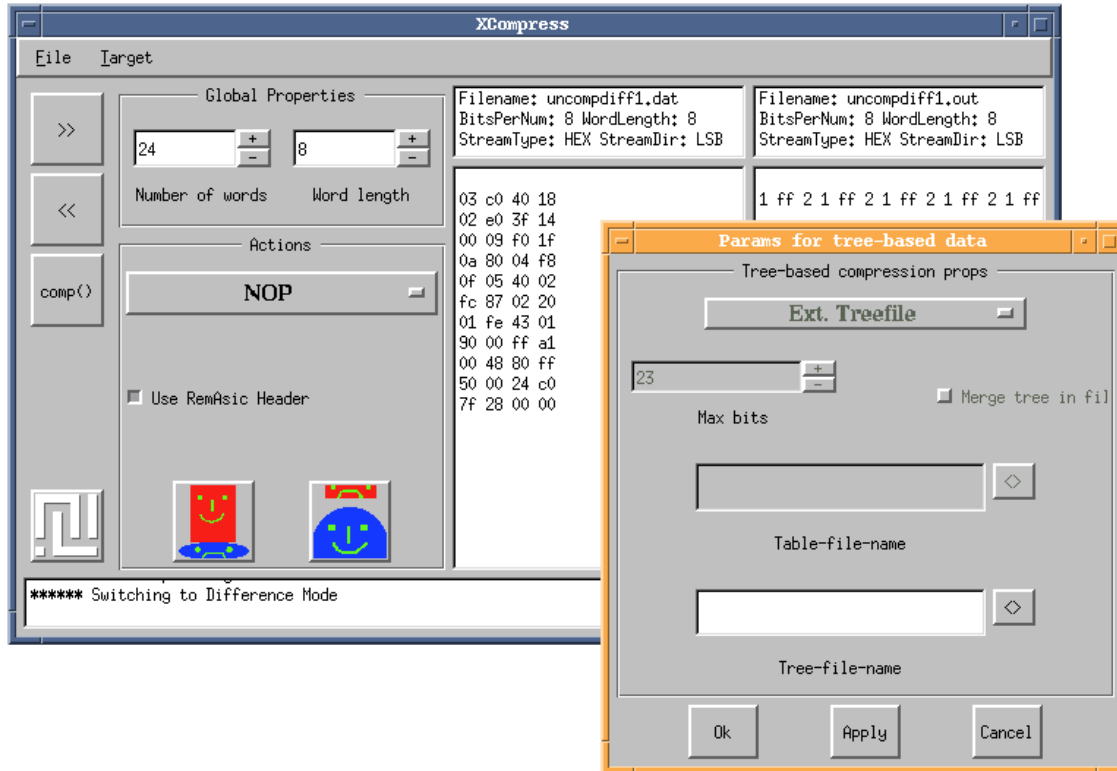 XCompress
File Target
>>
<<
comp()
Global Properties
24 + -
8 + -
Number of words Word length
Actions
NOP
Use RemAsic Header
Filename: uncompdiff1.dat
BitsPerNum: 8 WordLength: 8
StreamType: HEX StreamDir: LSB
03 c0 40 18
02 e0 3f 14
00 09 f0 1f
0a 80 04 f8
0f 05 40 02
fc 87 02 20
01 fe 43 01
90 00 ff a1
00 48 80 ff
50 00 24 c0
7f 28 00 00
Filename: uncompdiff1.out
BitsPerNum: 8 WordLength: 8
StreamType: HEX StreamDir: LSB
1 ff 2 1 ff 2 1 ff 2 1 ff 2 1 ff
****** Switching to Difference Mode
Params for tree-based data
Tree-based compression props
Ext. Treefile
23 + -
Max bits
Merge tree in fil
<>
Table-file-name
<>
Tree-file-name
Ok Apply Cancel